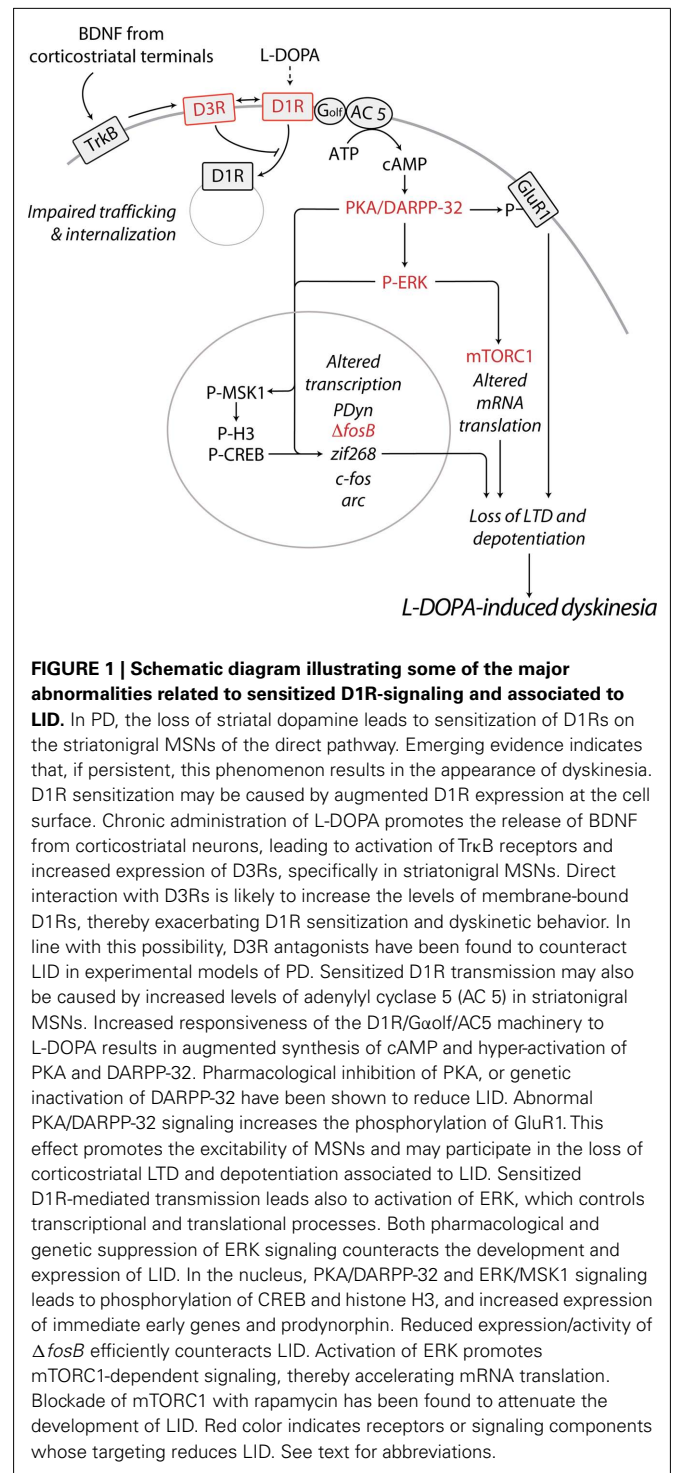 BDNF from
corticostriatal terminals
L-DOPA
TrkB
D3R
D1R
Golf
AC 5
ATP
cAMP
D1R
Impaired trafficking
& internalization
PKA/DARPP-32
P-
GluR1
P-ERK
mTORC1
Altered
mRNA
translation
Altered
transcription
P-MSK1
PDyn
P-H3
ΔfosB
P-CREB
zif268
c-fos
arc
Loss of LTD and
depotentiation
L-DOPA-induced dyskinesia
FIGURE 1 | Schematic diagram illustrating some of the major
abnormalities related to sensitized D1R-signaling and associated to
LID. In PD, the loss of striatal dopamine leads to sensitization of D1Rs on
the striatonigral MSNs of the direct pathway. Emerging evidence indicates
that, if persistent, this phenomenon results in the appearance of dyskinesia.
D1R sensitization may be caused by augmented D1R expression at the cell
surface. Chronic administration of L-DOPA promotes the release of BDNF
from corticostriatal neurons, leading to activation of TrκB receptors and
increased expression of D3Rs, specifically in striatonigral MSNs. Direct
interaction with D3Rs is likely to increase the levels of membrane-bound
D1Rs, thereby exacerbating D1R sensitization and dyskinetic behavior. In
line with this possibility, D3R antagonists have been found to counteract
LID in experimental models of PD. Sensitized D1R transmission may also
be caused by increased levels of adenylyl cyclase 5 (AC 5) in striatonigral
MSNs. Increased responsiveness of the D1R/Gαolf/AC5 machinery to
L-DOPA results in augmented synthesis of cAMP and hyper-activation of
PKA and DARPP-32. Pharmacological inhibition of PKA, or genetic
inactivation of DARPP-32 have been shown to reduce LID. Abnormal
PKA/DARPP-32 signaling increases the phosphorylation of GluR1. This
effect promotes the excitability of MSNs and may participate in the loss of
corticostriatal LTD and depotentiation associated to LID. Sensitized
D1R-mediated transmission leads also to activation of ERK, which controls
transcriptional and translational processes. Both pharmacological and
genetic suppression of ERK signaling counteracts the development and
expression of LID. In the nucleus, PKA/DARPP-32 and ERK/MSK1 signaling
leads to phosphorylation of CREB and histone H3, and increased expression
of immediate early genes and prodynorphin. Reduced expression/activity of
ΔfosB efficiently counteracts LID. Activation of ERK promotes
mTORC1-dependent signaling, thereby accelerating mRNA translation.
Blockade of mTORC1 with rapamycin has been found to attenuate the
development of LID. Red color indicates receptors or signaling components
whose targeting reduces LID. See text for abbreviations.